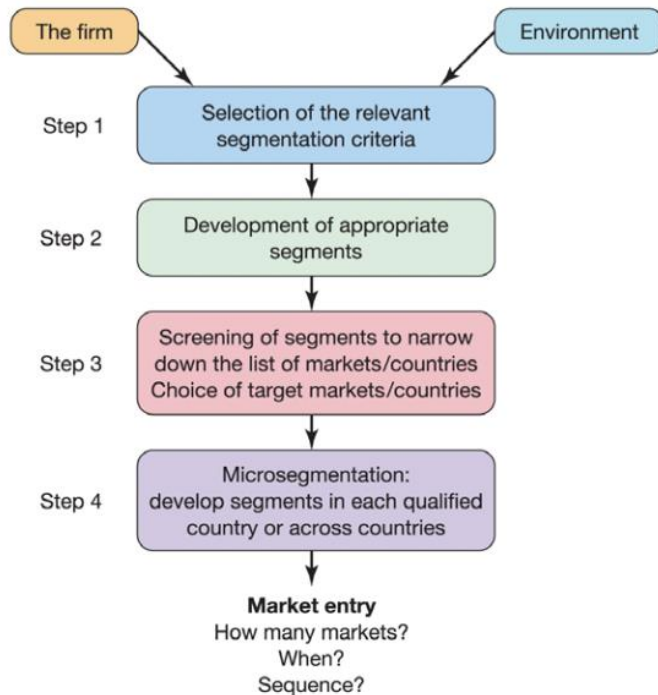 The firm
Environment
Step 1
Selection of the relevant
segmentation criteria
Step 2
Development of appropriate
segments
Step 3
Screening of segments to narrow
down the list of markets/countries
Choice of target markets/countries
Step 4
Microsegmentation:
develop segments in each qualified
country or across countries
Market entry
How many markets?
When?
Sequence?